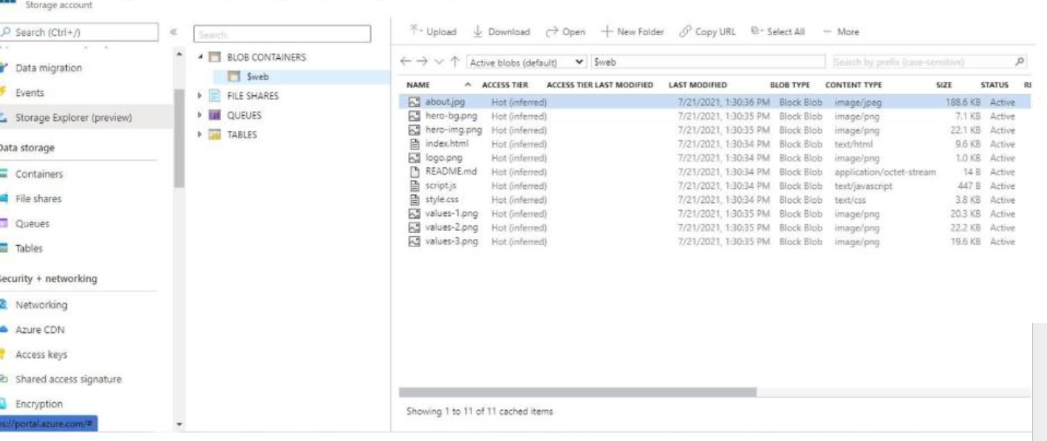 Storage account
Search (Ctrl+/)
«
Data migration
Events
Storage Explorer (preview)
Data storage
Containers
File shares
Queues
Tables
Security + networking
Networking
Azure CDN
Access keys
Shared access signature
Encryption
s://portal.azure.com/#
Search
BLOB CONTAINERS
$web
FILE SHARES
QUEUES
TABLES
Upload Download Open New Folder Copy URL Select All ... More
Active blobs (default) $web Search by prefix (case-sensitive)
NAME ACCESS TIER ACCESS TIER LAST MODIFIED LAST MODIFIED BLOB TYPE CONTENT TYPE SIZE STATUS RE
about.jpg Hot (inferred) 7/21/2021, 1:30:36 PM Block Blob image/jpeg 188.6 KB Active
hero-bg.png Hot (inferred) 7/21/2021, 1:30:35 PM Block Blob image/png 7.1 KB Active
hero-img.png Hot (inferred) 7/21/2021, 1:30:35 PM Block Blob image/png 22.1 KB Active
index.html Hot (inferred) 7/21/2021, 1:30:34 PM Block Blob text/html 9.6 KB Active
logo.png Hot (inferred) 7/21/2021, 1:30:34 PM Block Blob image/png 1.0 KB Active
README.md Hot (inferred) 7/21/2021, 1:30:34 PM Block Blob application/octet-stream 14 B Active
script.js Hot (inferred) 7/21/2021, 1:30:34 PM Block Blob text/javascript 447 B Active
style.css Hot (inferred) 7/21/2021, 1:30:34 PM Block Blob text/css 3.8 KB Active
values-1.png Hot (inferred) 7/21/2021, 1:30:35 PM Block Blob image/png 20.3 KB Active
values-2.png Hot (inferred) 7/21/2021, 1:30:35 PM Block Blob image/png 22.2 KB Active
values-3.png Hot (inferred) 7/21/2021, 1:30:35 PM Block Blob image/png 19.6 KB Active
Showing 1 to 11 of 11 cached items